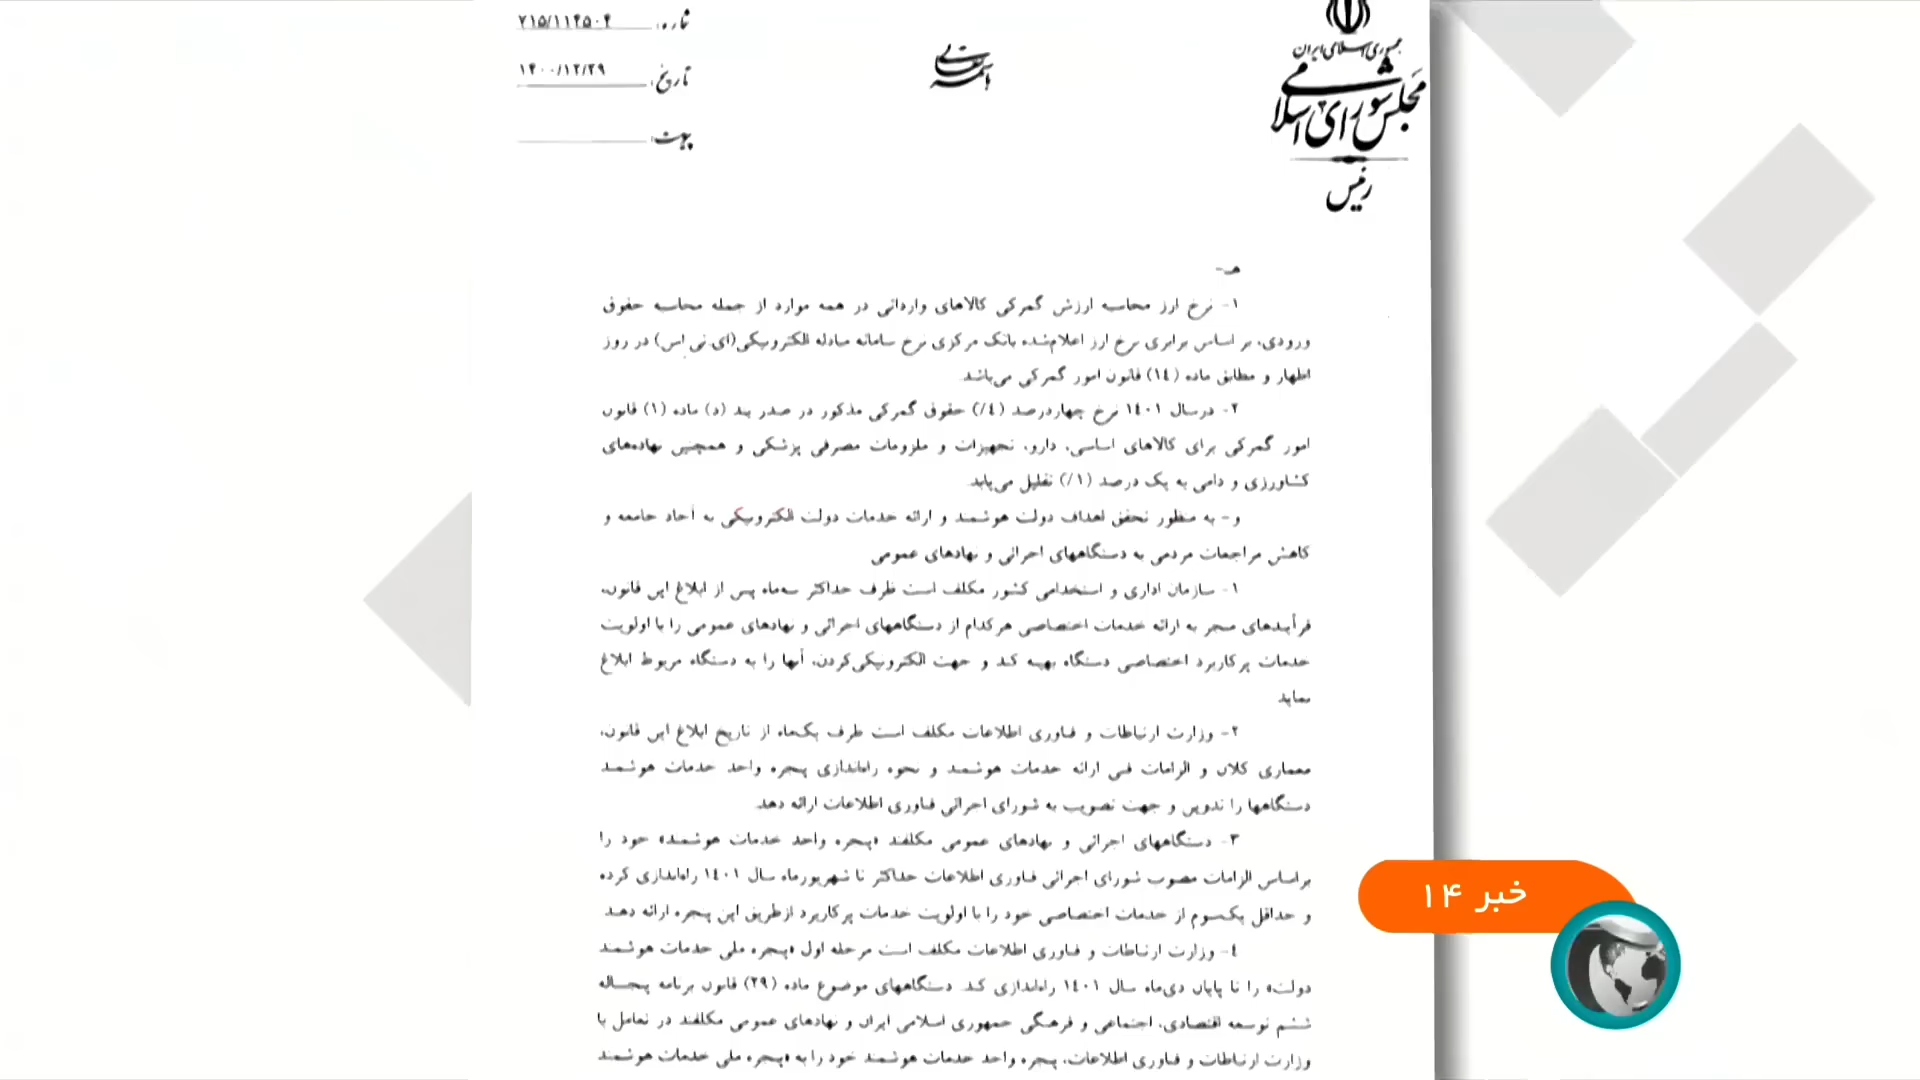 جمهوری اسلامی ایران
مجلس شورای اسلامی
رئیس
باسمه تعالی
شماره: ۷۱۵/۱۱۴۵۰۴
تاریخ: ۱۴۰۰/۱۲/۲۹
پیوست:
هـ-
۱- نرخ ارز محاسبه ارزش گمرکی کالاهای وارداتی در همه موارد از جمله محاسبه حقوق
ورودی، بر اساس برابری نرخ ارز اعلام‌شده بانک مرکزی نرخ سامانه مبادله الکترونیکی(ای.تی.اس) در روز
اظهار و مطابق ماده (۱۴) قانون امور گمرکی می‌باشد.
۲- درسال ۱۴۰۱ نرخ چهاردرصد (۴٪) حقوق گمرکی مذکور در صدر بند (د) ماده (۱) قانون
امور گمرکی برای کالاهای اساسی، دارو، تجهیزات و ملزومات مصرفی پزشکی و همچنین نهاده‌های
کشاورزی و دامی به یک درصد (۱٪) تقلیل می‌یابد.
و- به منظور تحقق اهداف دولت هوشمند و ارائه خدمات دولت الکترونیکی به آحاد جامعه و
کاهش مراجعات مردمی به دستگاههای اجرائی و نهادهای عمومی
۱- سازمان اداری و استخدامی کشور مکلف است ظرف حداکثر سه‌ماه پس از ابلاغ این قانون،
فرآیندهای منجر به ارائه خدمات اختصاصی هرکدام از دستگاههای اجرائی و نهادهای عمومی را با اولویت
خدمات پرکاربرد اختصاصی دستگاه تهیه کند و جهت الکترونیکی‌کردن، آنها را به دستگاه مربوط ابلاغ
نماید.
۲- وزارت ارتباطات و فناوری اطلاعات مکلف است ظرف یک‌ماه از تاریخ ابلاغ این قانون،
معماری کلان و الزامات فنی ارائه خدمات هوشمند و نحوه راه‌اندازی پنجره واحد خدمات هوشمند
دستگاهها را تدوین و جهت تصویب به شورای اجرائی فناوری اطلاعات ارائه دهد.
۳- دستگاههای اجرائی و نهادهای عمومی مکلفند «پنجره واحد خدمات هوشمند» خود را
براساس الزامات مصوب شورای اجرائی فناوری اطلاعات حداکثر تا شهریورماه سال ۱۴۰۱ راه‌اندازی کرده
و حداقل یک‌سوم از خدمات اختصاصی خود را با اولویت خدمات پرکاربرد ازطریق این پنجره ارائه دهند.
۴- وزارت ارتباطات و فناوری اطلاعات مکلف است مرحله اول «پنجره ملی خدمات هوشمند
دولت» را تا پایان دی‌ماه سال ۱۴۰۱ راه‌اندازی کند. دستگاههای موضوع ماده (۲۹) قانون برنامه پنجساله
ششم توسعه اقتصادی، اجتماعی و فرهنگی جمهوری اسلامی ایران و نهادهای عمومی مکلفند در تعامل با
وزارت ارتباطات و فناوری اطلاعات، پنجره واحد خدمات هوشمند خود را به «پنجره ملی خدمات هوشمند
خبر ۱۴